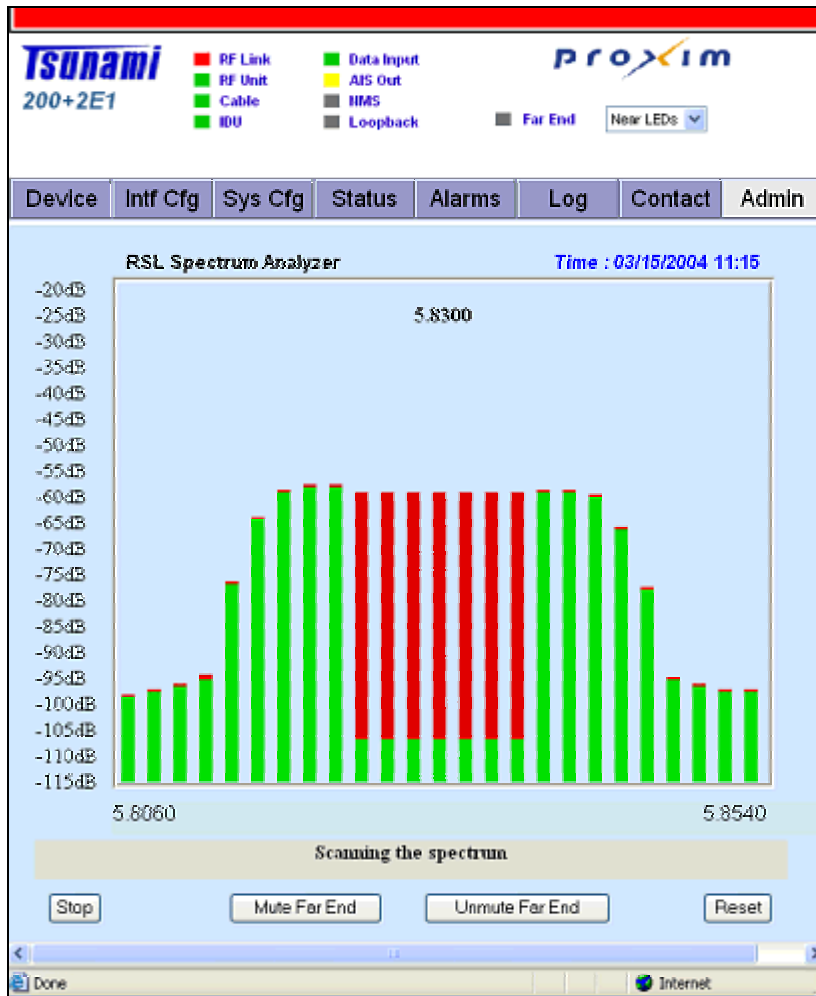 Tsunami
200+2E1
RF Link
RF Unit
Cable
IDU
Data Input
AIS Out
NMS
Loopback
proxim
Far End
Near LEDs
Device Intf Cfg Sys Cfg Status Alarms Log Contact Admin
RSL Spectrum Analyzer Time : 03/15/2004 11:15
5.8300
-20dB
-25dB
-30dB
-35dB
-40dB
-45dB
-50dB
-55dB
-60dB
-65dB
-70dB
-75dB
-80dB
-85dB
-90dB
-95dB
-100dB
-105dB
-110dB
-115dB
5.8060 5.8540
Scanning the spectrum
Stop Mute Far End Unmute Far End Reset
Done Internet